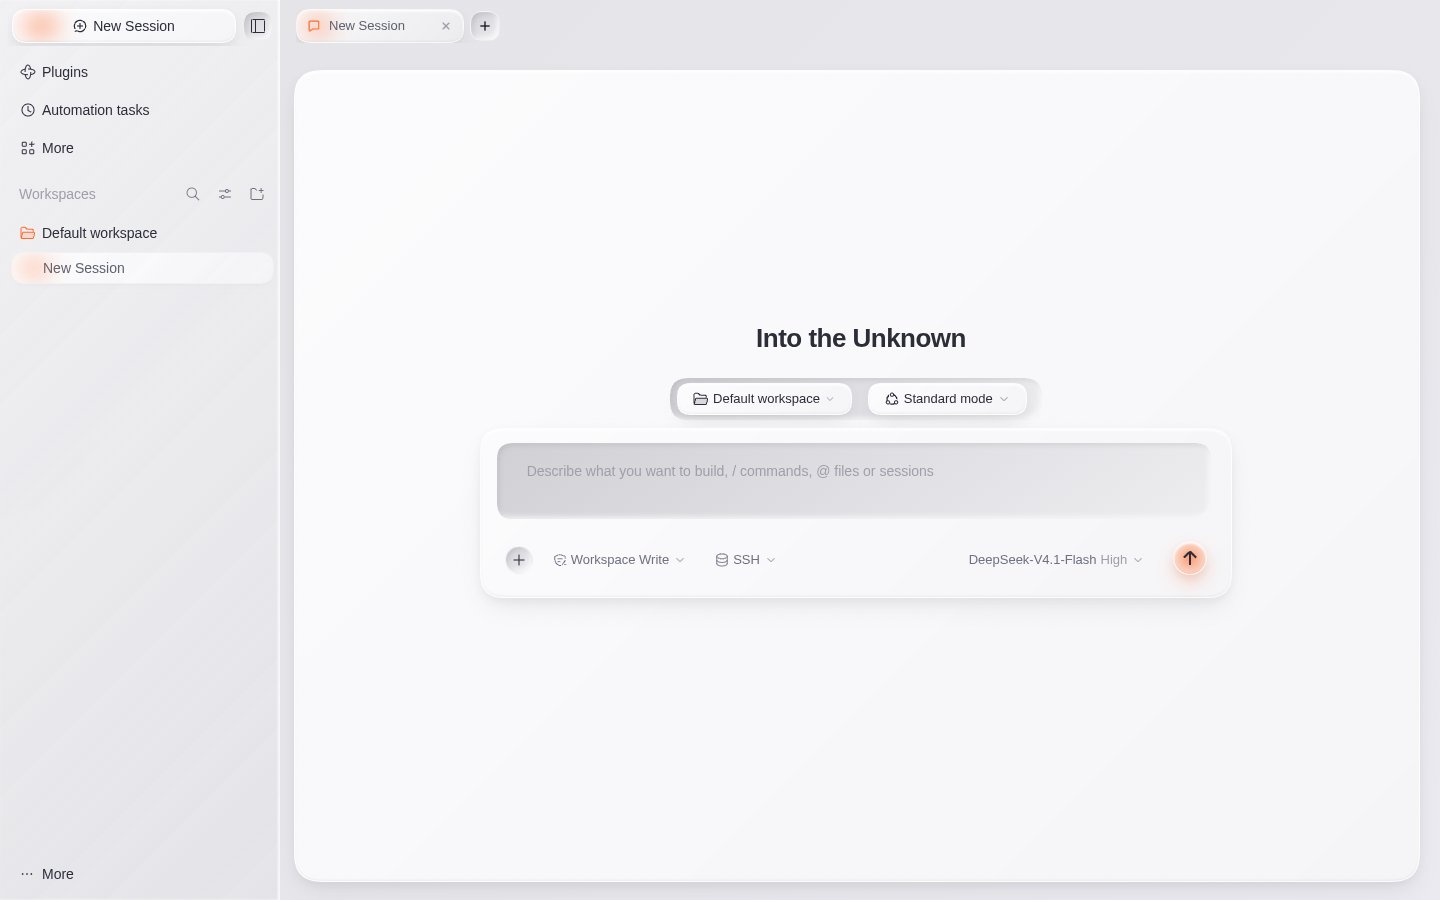 New Session
Plugins
Automation tasks
More
Workspaces
Default workspace
New Session
More
New Session
Into the Unknown
Default workspace
Standard mode
Describe what you want to build, / commands, @ files or sessions
Workspace Write
SSH
DeepSeek-V4.1-Flash High